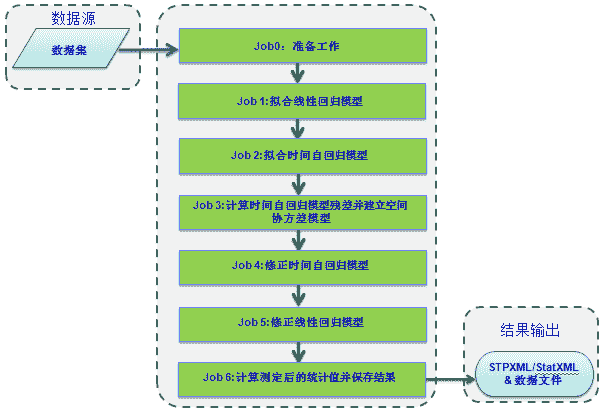 数据源
数据集
Job0：准备工作
Job 1:拟合线性回归模型
Job 2:拟合时间自回归模型
Job 3:计算时间自回归模型残差并建立空间
协方差模型
Job 4:修正时间自回归模型
Job 5:修正线性回归模型
Job 6:计算测定后的统计值并保存结果
结果输出
STPXML/StatXML
& 数据文件